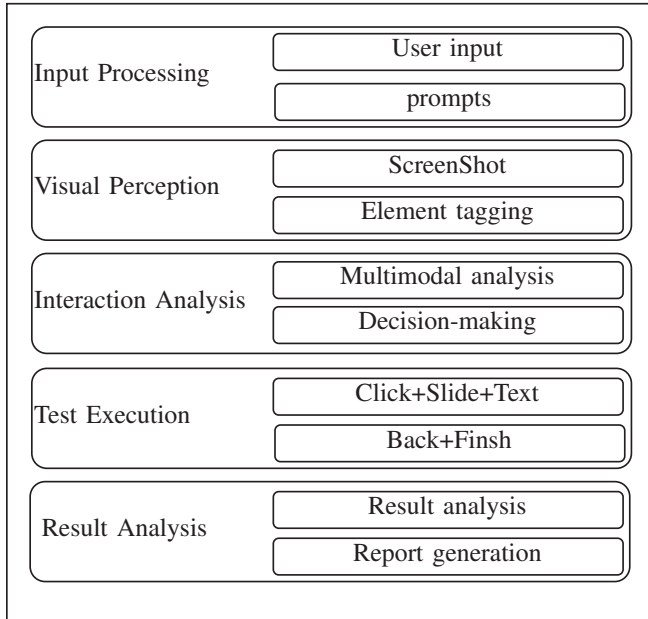 Input Processing
User input
prompts
Visual Perception
ScreenShot
Element tagging
Interaction Analysis
Multimodal analysis
Decision-making
Test Execution
Click+Slide+Text
Back+Finsh
Result Analysis
Result analysis
Report generation